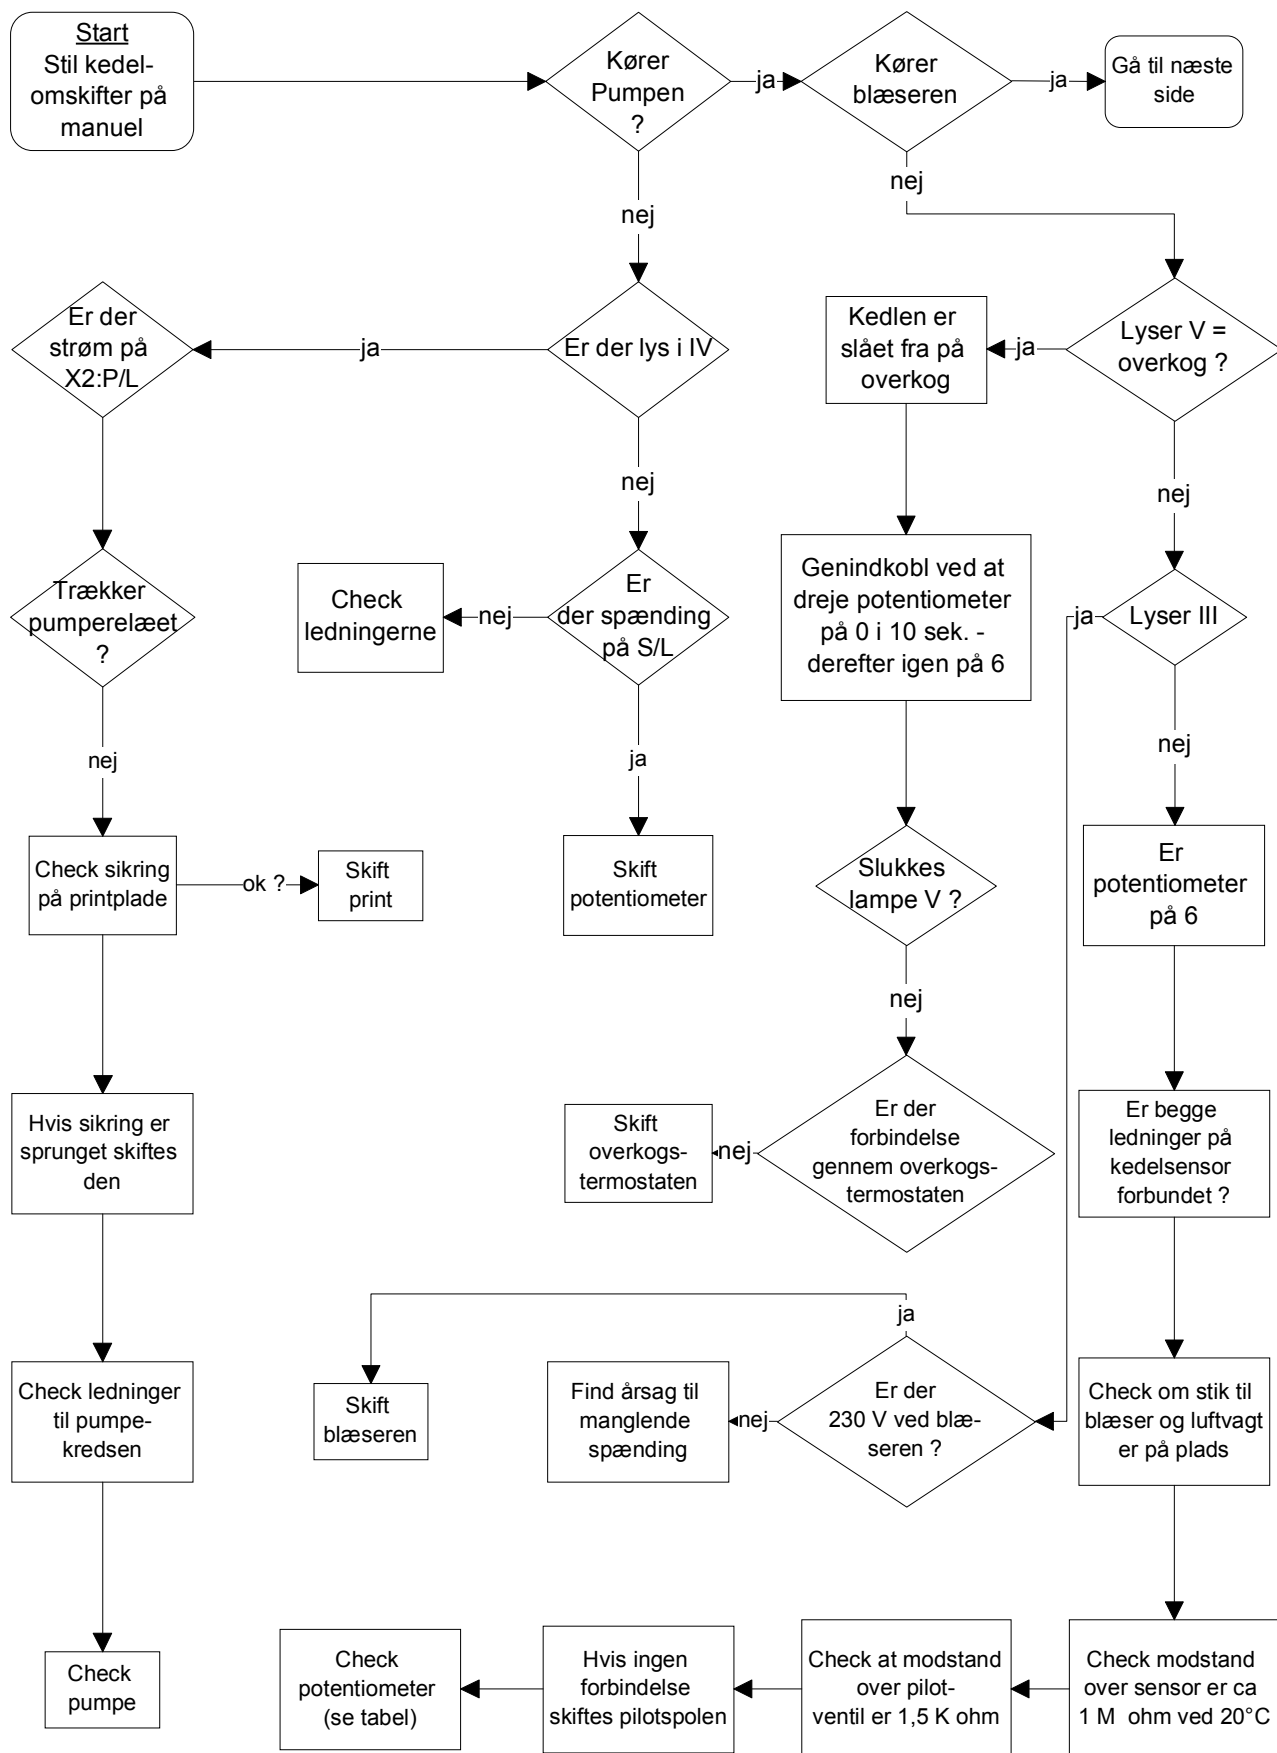 Start
Stil kedel-
omskifter på
manuel
Kører
Pumpen
?
ja
Kører
blæseren
ja
Gå til næste
side
nej
nej
Er der
strøm på
X2:P/L
ja
Er der lys i IV
Kedlen er
slået fra på
overkog
ja
Lyser V =
overkog ?
nej
nej
Trækker
pumperelæet
?
Check
ledningerne
nej
Er
der spænding
på S/L
Genindkobl ved at
dreje potentiometer
på 0 i 10 sek. -
derefter igen på 6
ja
Lyser III
nej
ja
nej
Check sikring
på printplade
ok ?
Skift
print
Skift
potentiometer
Slukkes
lampe V ?
Er
potentiometer
på 6
nej
Hvis sikring er
sprunget skiftes
den
Skift
overkogs-
termostaten
nej
Er der
forbindelse
gennem overkogs-
termostaten
Er begge
ledninger på
kedelsensor
forbundet ?
ja
Check ledninger
til pumpe-
kredsen
Skift
blæseren
Find årsag til
manglende
spænding
nej
Er der
230 V ved blæ-
seren ?
Check om stik til
blæser og luftvagt
er på plads
Check
pumpe
Check
potentiometer
(se tabel)
Hvis ingen
forbindelse
skiftes pilotspolen
Check at modstand
over pilot-
ventil er 1,5 K ohm
Check modstand
over sensor er ca
1 M ohm ved 20°C